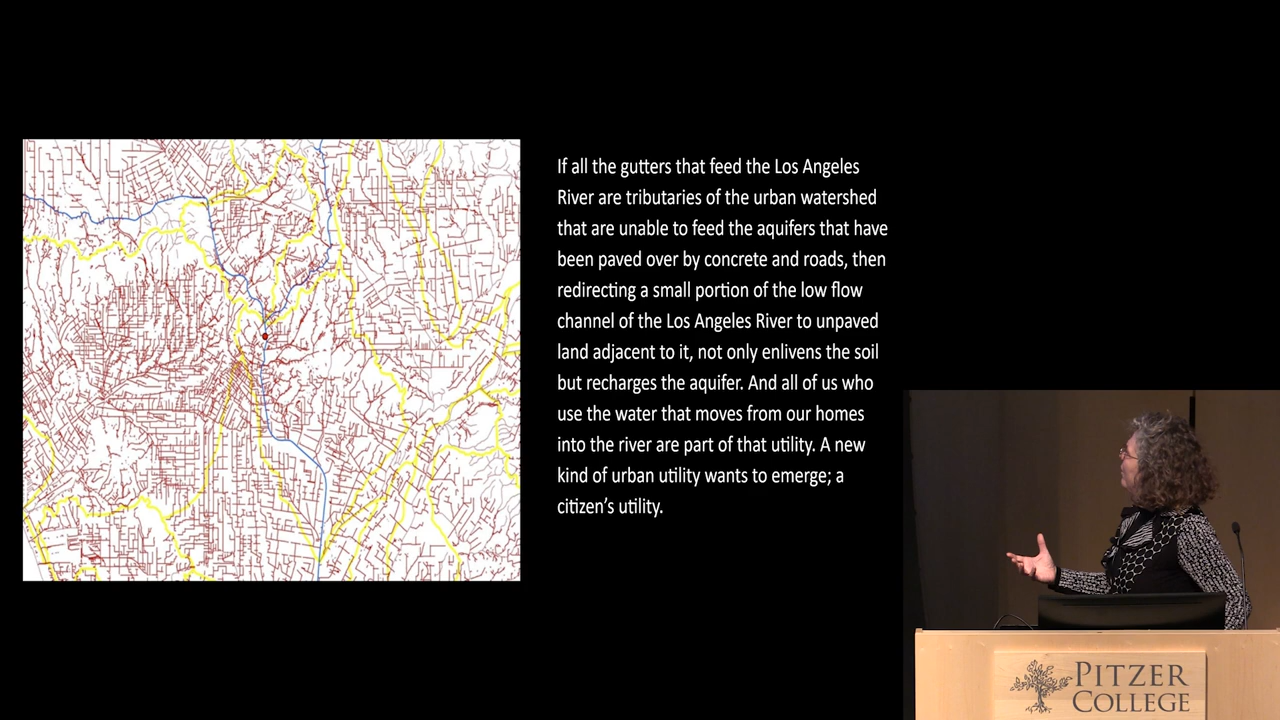 If all the gutters that feed the Los Angeles
River are tributaries of the urban watershed
that are unable to feed the aquifers that have
been paved over by concrete and roads, then
redirecting a small portion of the low flow
channel of the Los Angeles River to unpaved
land adjacent to it, not only enlivens the soil
but recharges the aquifer. And all of us who
use the water that moves from our homes
into the river are part of that utility. A new
kind of urban utility wants to emerge; a
citizen’s utility.
PITZER
COLLEGE